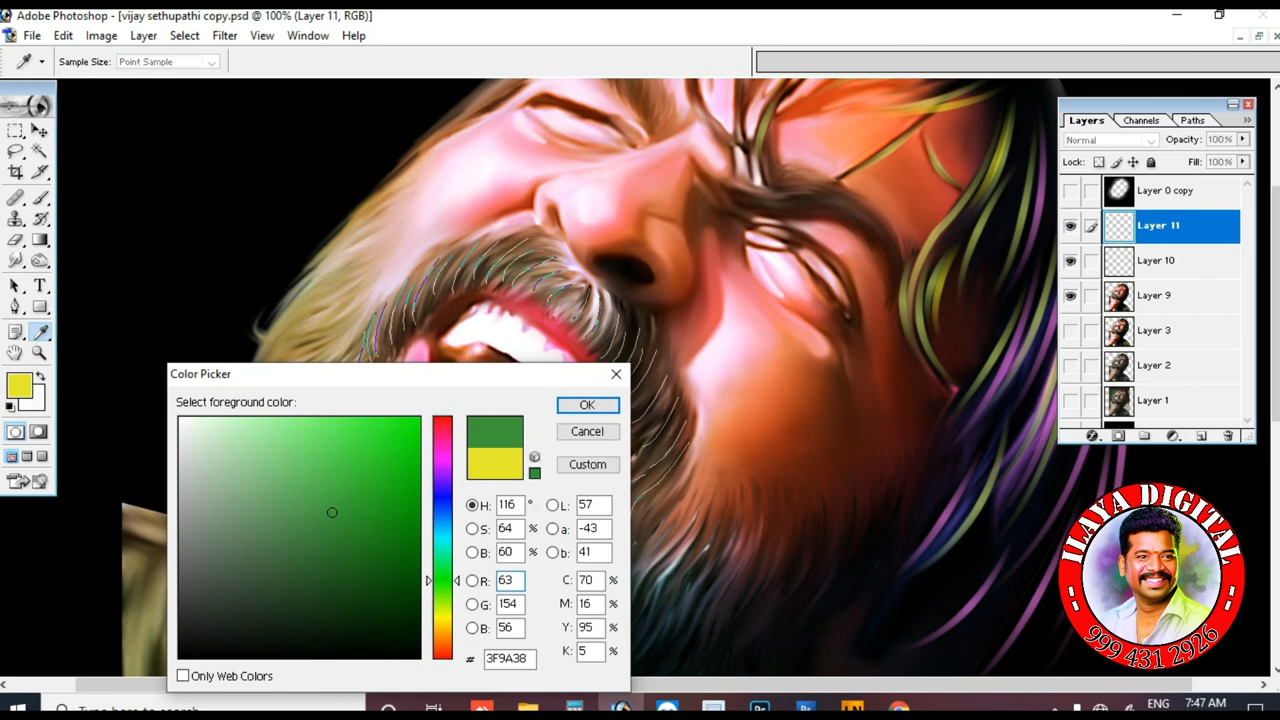 Adobe Photoshop - [vijay sethupathi copy.psd @ 100% (Layer 11, RGB)]
File Edit Image Layer Select Filter View Window Help
Sample Size: Point Sample
Layers Channels Paths
Normal Opacity: 100%
Lock: Fill: 100%
Layer 0 copy
Layer 11
Layer 10
Layer 9
Layer 3
Layer 2
Layer 1
Color Picker
Select foreground color:
OK
Cancel
Custom
H: 116 ° L: 57
S: 64 % a: -43
B: 60 % b: 41
R: 63 C: 70 %
G: 154 M: 16 %
B: 56 Y: 95 %
# 3F9A38 K: 5 %
Only Web Colors
ILAYA DIGITAL
999 431 2926
Type here to search
ENG 7:47 AM